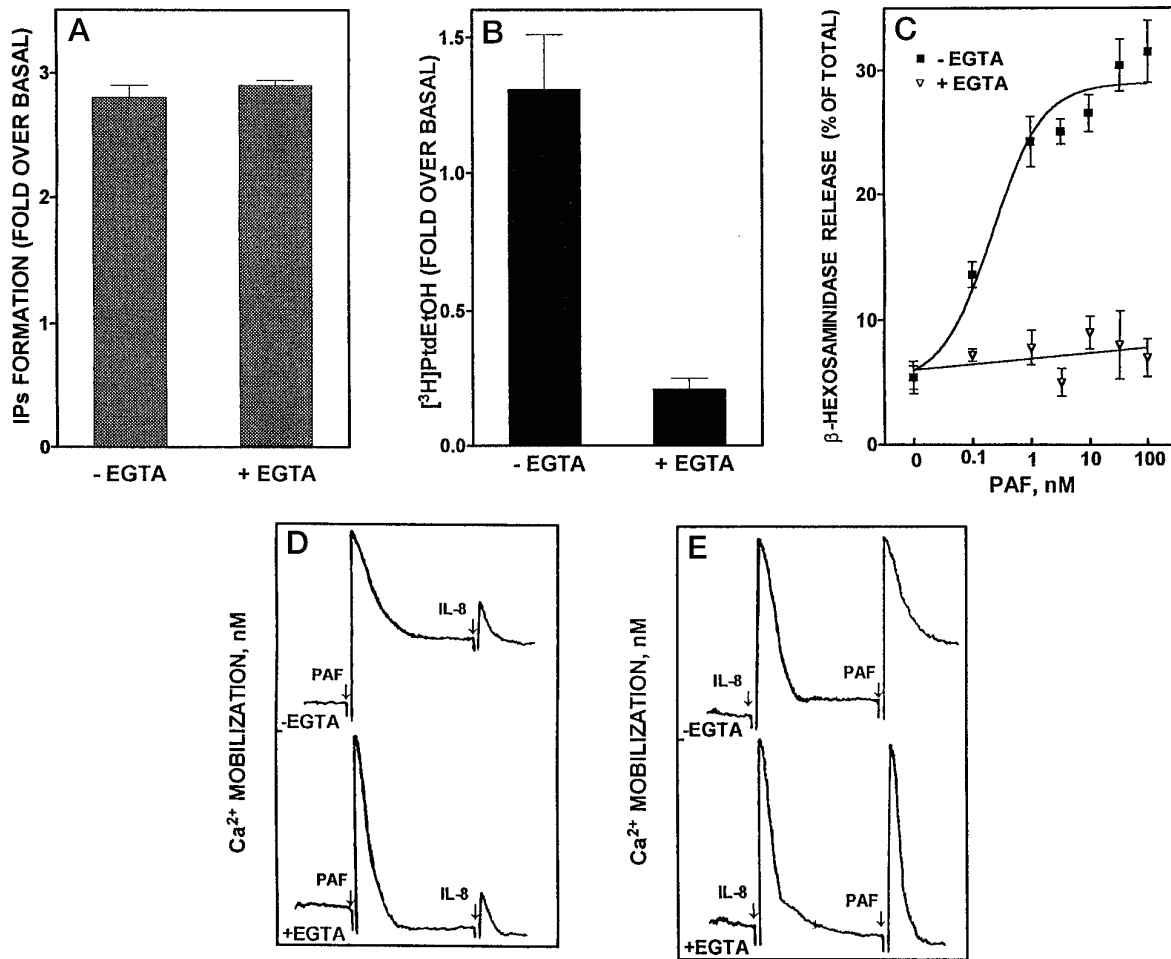 A
IPs FORMATION (FOLD OVER BASAL)
3
2
1
0
- EGTA
+ EGTA
B
[³H]PtdEtOH (FOLD OVER BASAL)
1.5
1.0
0.5
0.0
- EGTA
+ EGTA
C
β-HEXOSAMINIDASE RELEASE (% OF TOTAL)
- EGTA
+ EGTA
30
20
10
0
0
0.1
1
10
100
PAF, nM
D
Ca²⁺ MOBILIZATION, nM
PAF
IL-8
-EGTA
PAF
IL-8
+EGTA
E
Ca²⁺ MOBILIZATION, nM
IL-8
PAF
-EGTA
IL-8
PAF
+EGTA